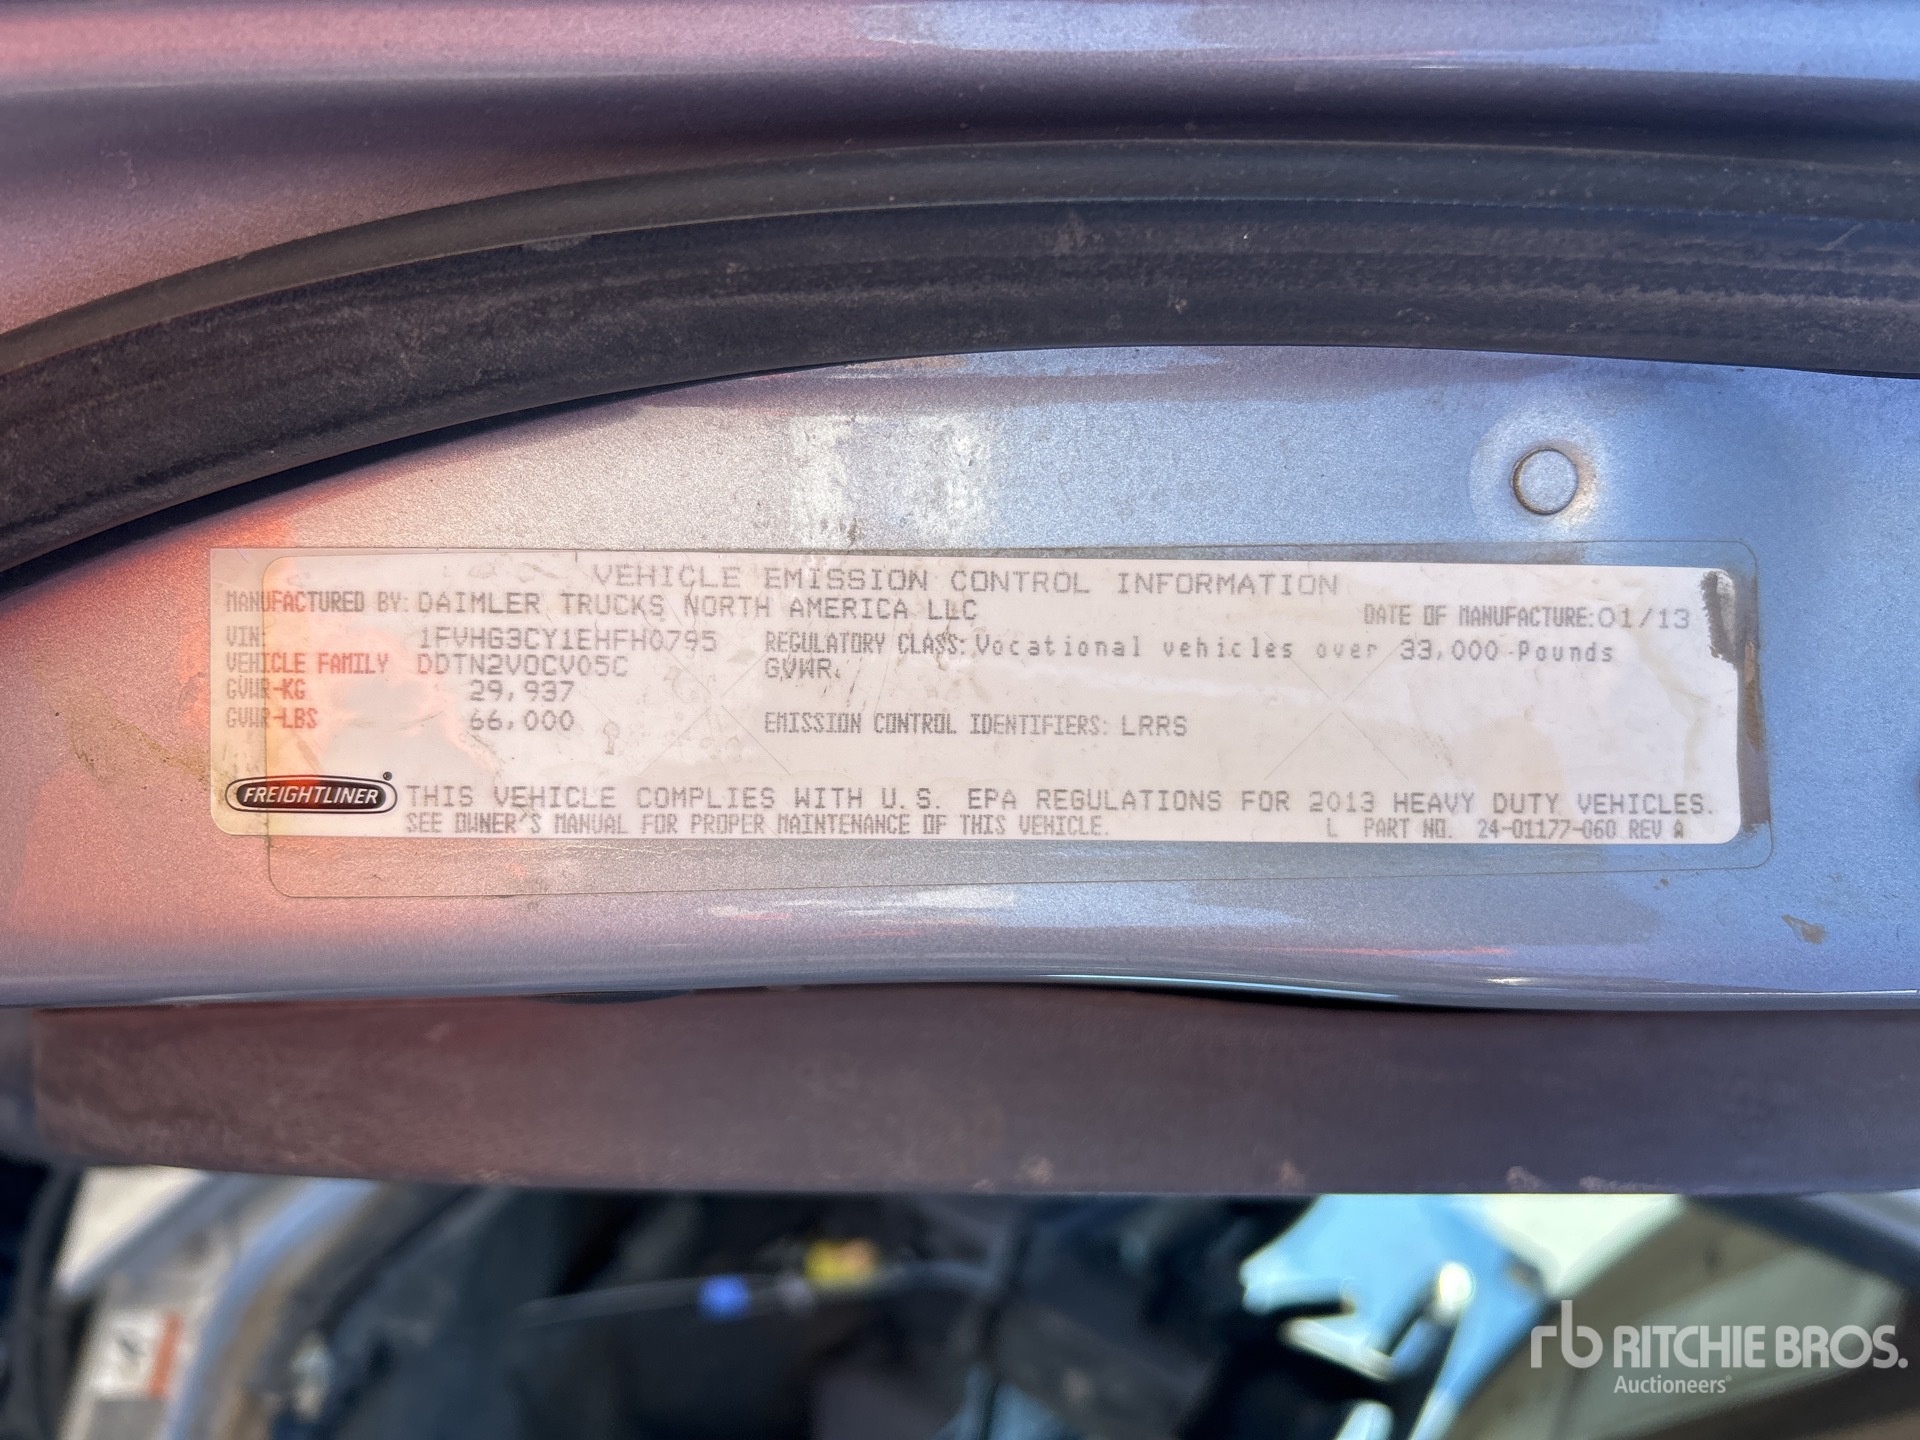 VEHICLE EMISSION CONTROL INFORMATION
MANUFACTURED BY: DAIMLER TRUCKS NORTH AMERICA LLC DATE OF MANUFACTURE: 01/13
VIN: 1FVHG3CY1EHFH0795 REGULATORY CLASS: Vocational vehicles over 33,000 Pounds
VEHICLE FAMILY DDTN2VOCV05C GVWR.
GVWR-KG 29,937
GVWR-LBS 66,000 EMISSION CONTROL IDENTIFIERS: LRRS
FREIGHTLINER® THIS VEHICLE COMPLIES WITH U.S. EPA REGULATIONS FOR 2013 HEAVY DUTY VEHICLES.
SEE OWNER'S MANUAL FOR PROPER MAINTENANCE OF THIS VEHICLE. L PART NO. 24-01177-060 REV A
rb RITCHIE BROS.
Auctioneers